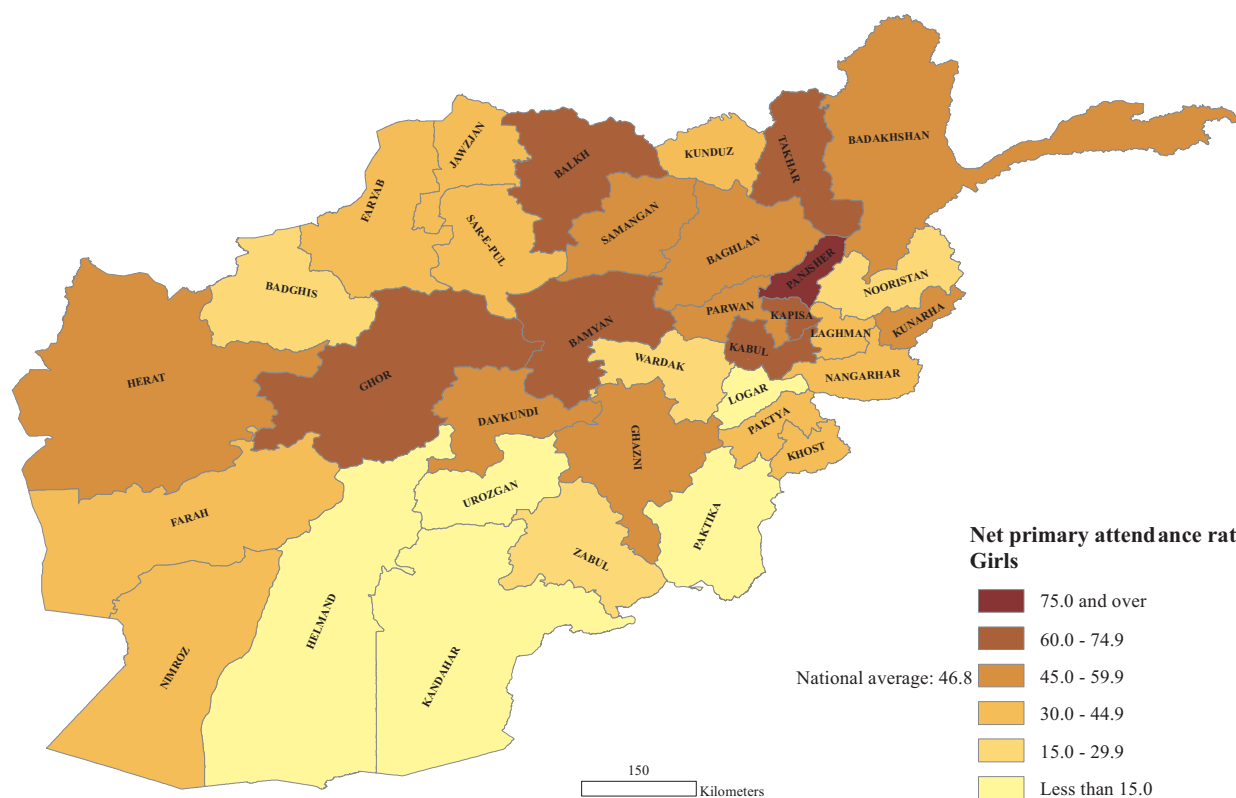 BADAKHSHAN
TAKHAR
KUNDUZ
BALKH
JAWZJAN
FARYAB
SAR-E-PUL
SAMANGAN
BAGHLAN
PANJSHER
NOORISTAN
BADGHIS
PARWAN
KAPISA
KUNARHA
LAGHMAN
BAMYAN
KABUL
WARDAK
NANGARHAR
HERAT
GHOR
LOGAR
DAYKUNDI
PAKTYA
GHAZNI
KHOST
UROZGAN
PAKTIKA
FARAH
ZABUL
HELMAND
NIMROZ
KANDAHAR
Net primary attendance rat
Girls
75.0 and over
60.0 - 74.9
National average: 46.8
45.0 - 59.9
30.0 - 44.9
15.0 - 29.9
Less than 15.0
150
Kilometers